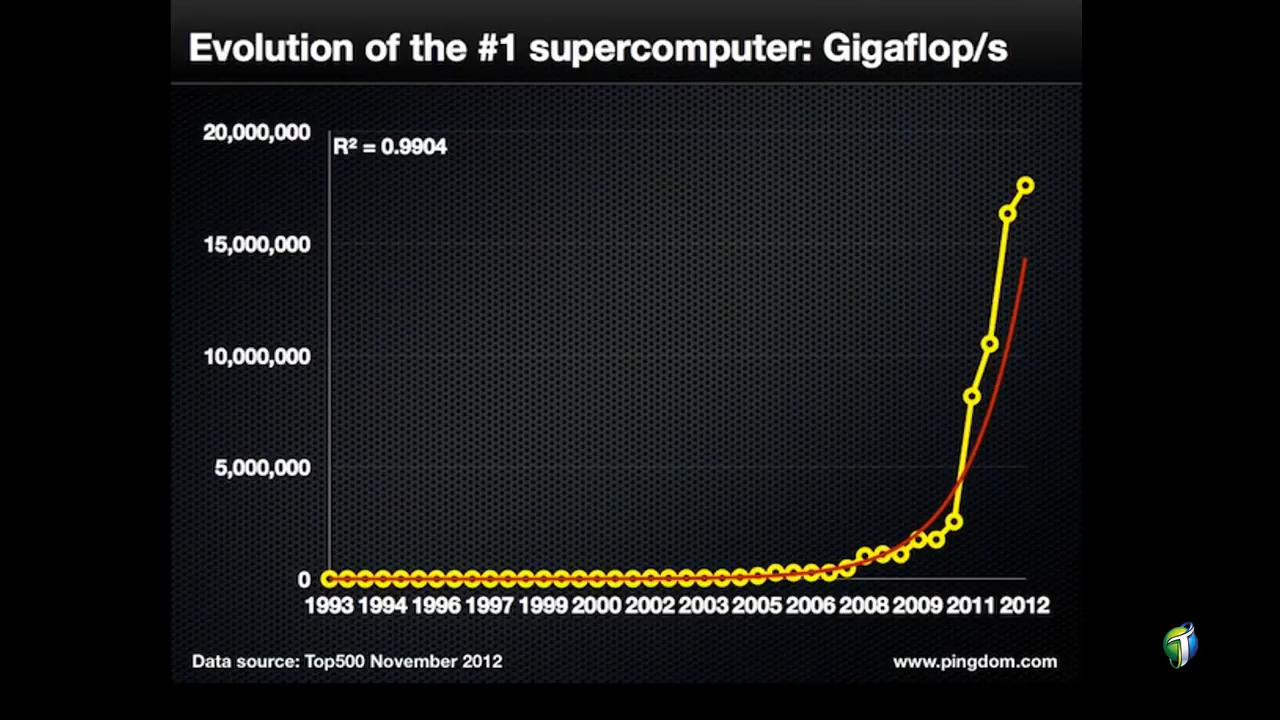 Evolution of the #1 supercomputer: Gigaflop/s
20,000,000
R² = 0.9904
15,000,000
10,000,000
5,000,000
0
1993 1994 1996 1997 1999 2000 2002 2003 2005 2006 2008 2009 2011 2012
Data source: Top500 November 2012
www.pingdom.com
T